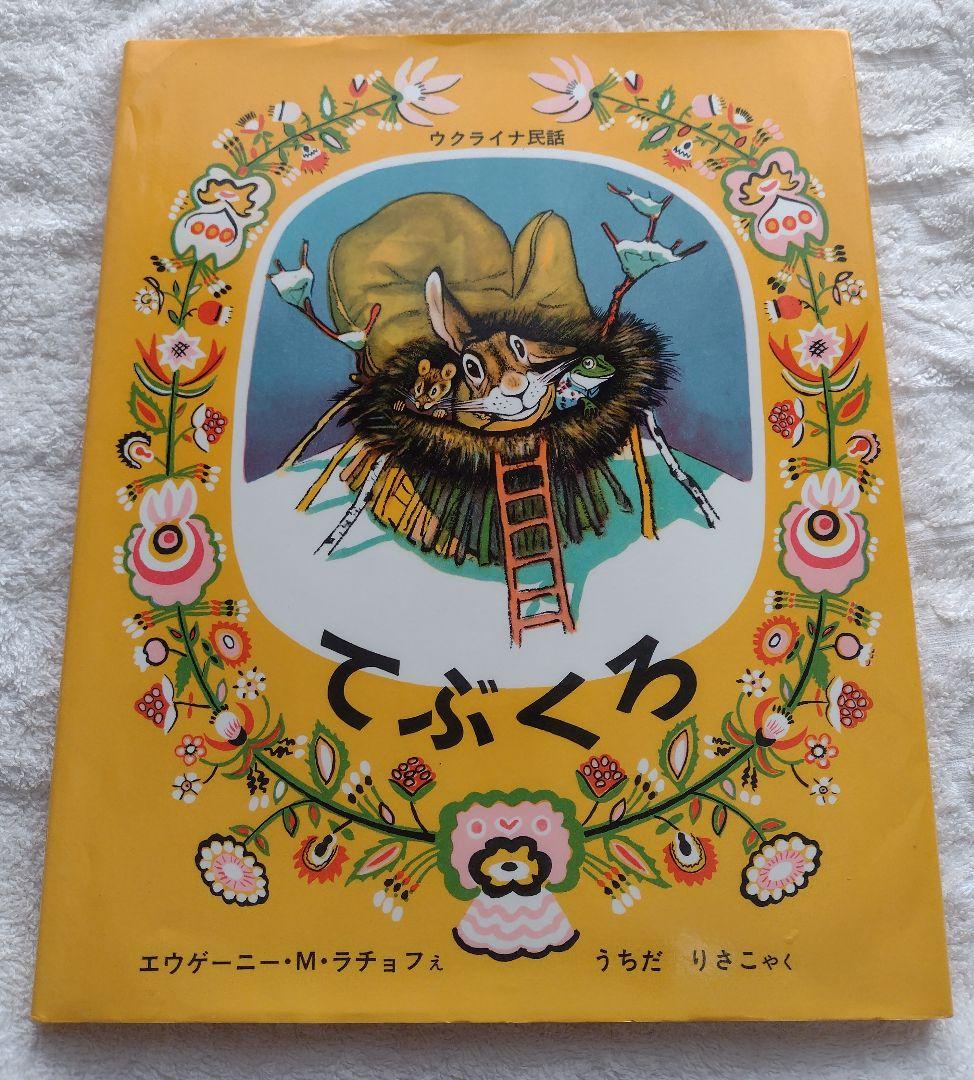 ウクライナ民話
てぶくろ
エウゲーニー・M・ラチョフえ
うちだ りさこやく